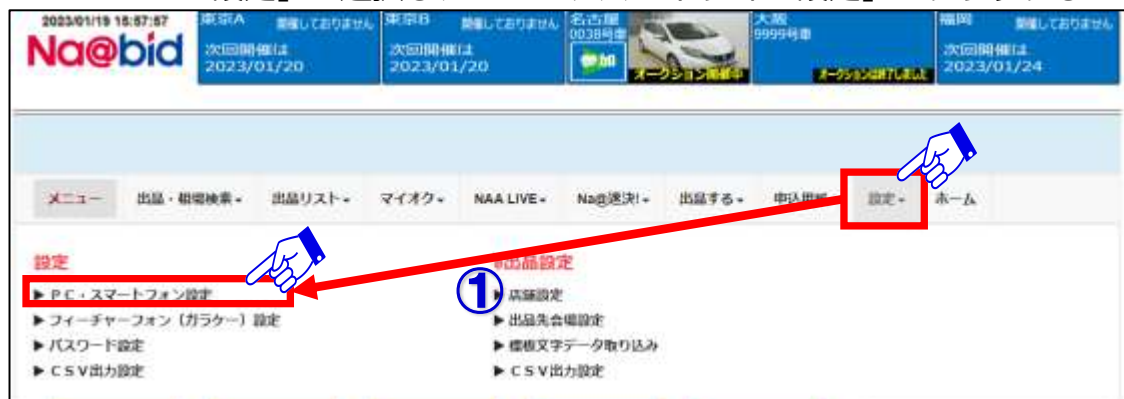 2023/01/19 16:57:57
Na@bid
東京A 開催しておりません
次回開催は
2023/01/20
東京B 開催しておりません
次回開催は
2023/01/20
名古屋
0038号車
参加
オークション開催中
大阪
9999号車
オークションは終了しました
福岡 開催しておりません
次回開催は
2023/01/24
メニュー 出品・相場検索 出品リスト マイオク NAA LIVE Na@速決! 出品する 申込用紙 設定 ホーム
設定
▶ PC・スマートフォン設定
▶ フィーチャーフォン（ガラケー）設定
▶ パスワード設定
▶ CSV出力設定
①
出品設定
▶ 店舗設定
▶ 出品先会場設定
▶ 標板文字データ取り込み
▶ CSV出力設定